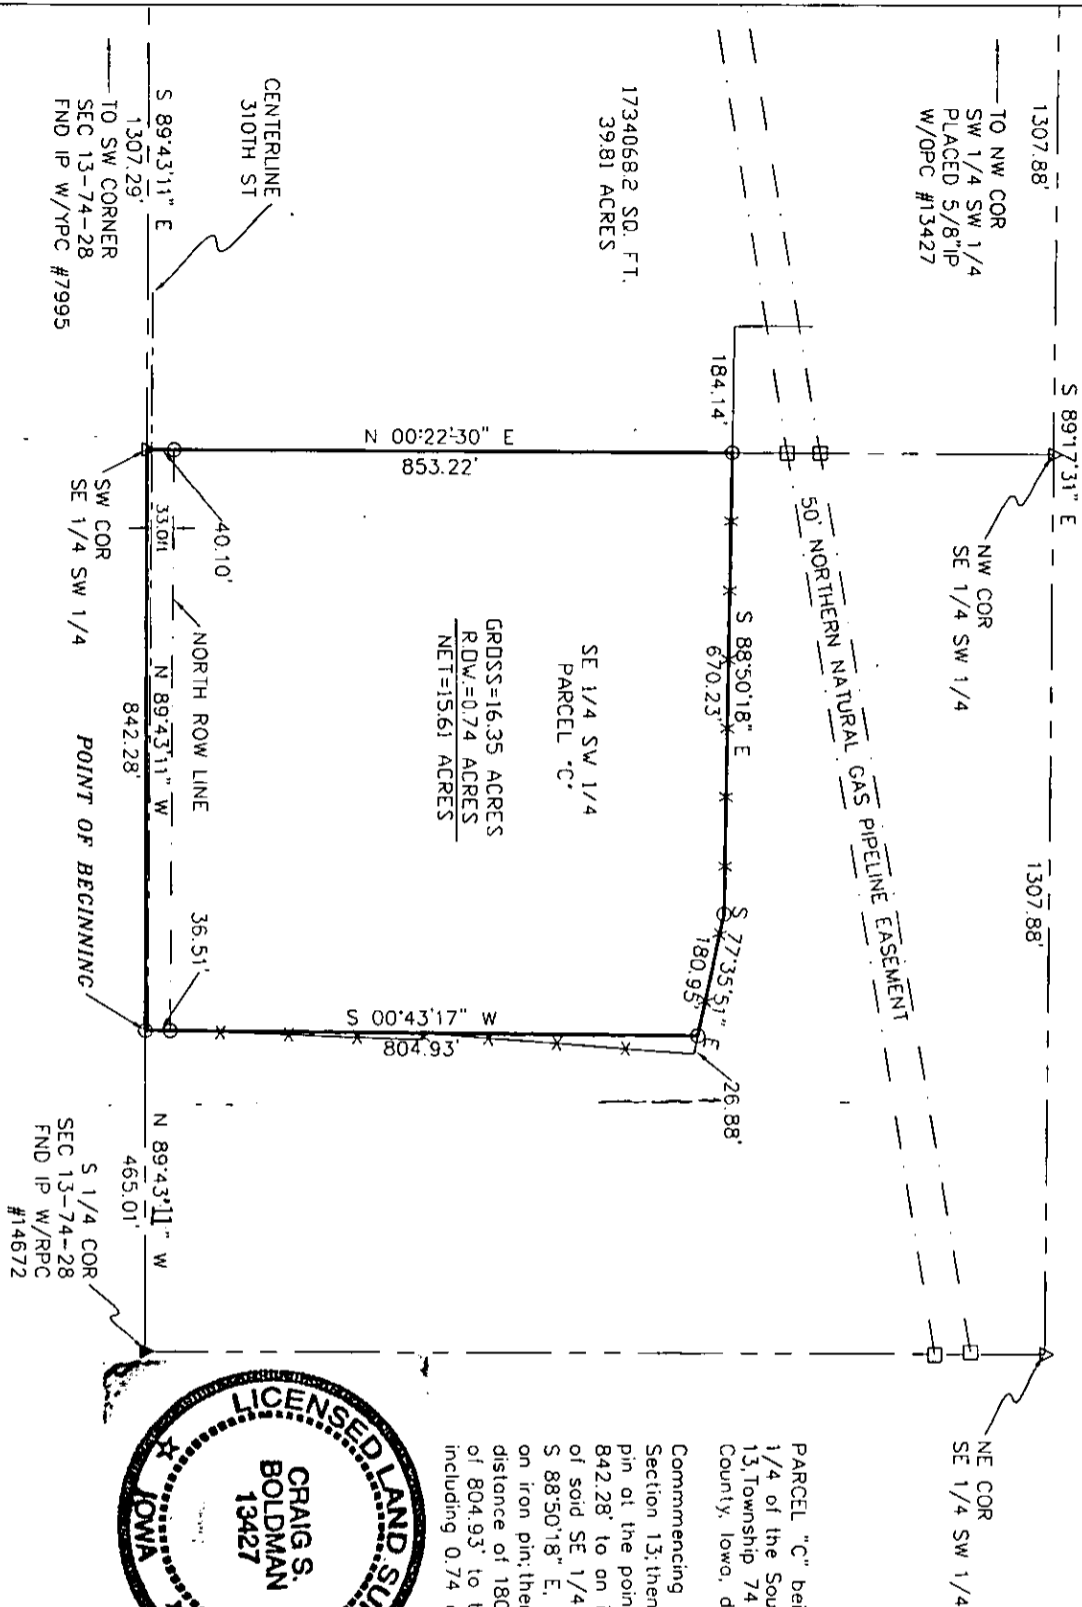 1307.88'
S 89°17'31" E
1307.88'
TO NW COR
SW 1/4 SW 1/4
PLACED 5/8"IP
W/OPC #13427
NW COR
SE 1/4 SW 1/4
NE COR
SE 1/4 SW 1/4
50' NORTHERN NATURAL GAS PIPELINE EASEMENT
1734068.2 SQ. FT.
39.81 ACRES
184.14'
S 88°50'18" E
670.23'
S 77°35'51" E
180.95'
26.88'
N 00°22'30" E
853.22'
SE 1/4 SW 1/4
PARCEL "C"
GROSS=16.35 ACRES
R.O.W.=0.74 ACRES
NET=15.61 ACRES
S 00°43'17" W
804.93'
CENTERLINE
310TH ST
40.10'
NORTH ROW LINE
36.51'
33.0ft
S 89°43'11" E
1307.29'
N 89°43'11" W
842.28'
N 89°43'11" W
465.01'
TO SW CORNER
SEC 13-74-28
FND IP W/YPC #7995
SW COR
SE 1/4 SW 1/4
POINT OF BEGINNING
S 1/4 COR
SEC 13-74-28
FND IP W/RPC
#14672
PARCEL "C" bei
1/4 of the Sou
13, Township 74
County, Iowa, d
Commencing
Section 13; then
pin at the poin
842.28' to an
of said SE 1/4
S 88°50'18" E,
on iron pin; ther
distance of 180
of 804.93' to t
including 0.74
LICENSED LAND SU
CRAIG S.
BOLDMAN
13427
IOWA